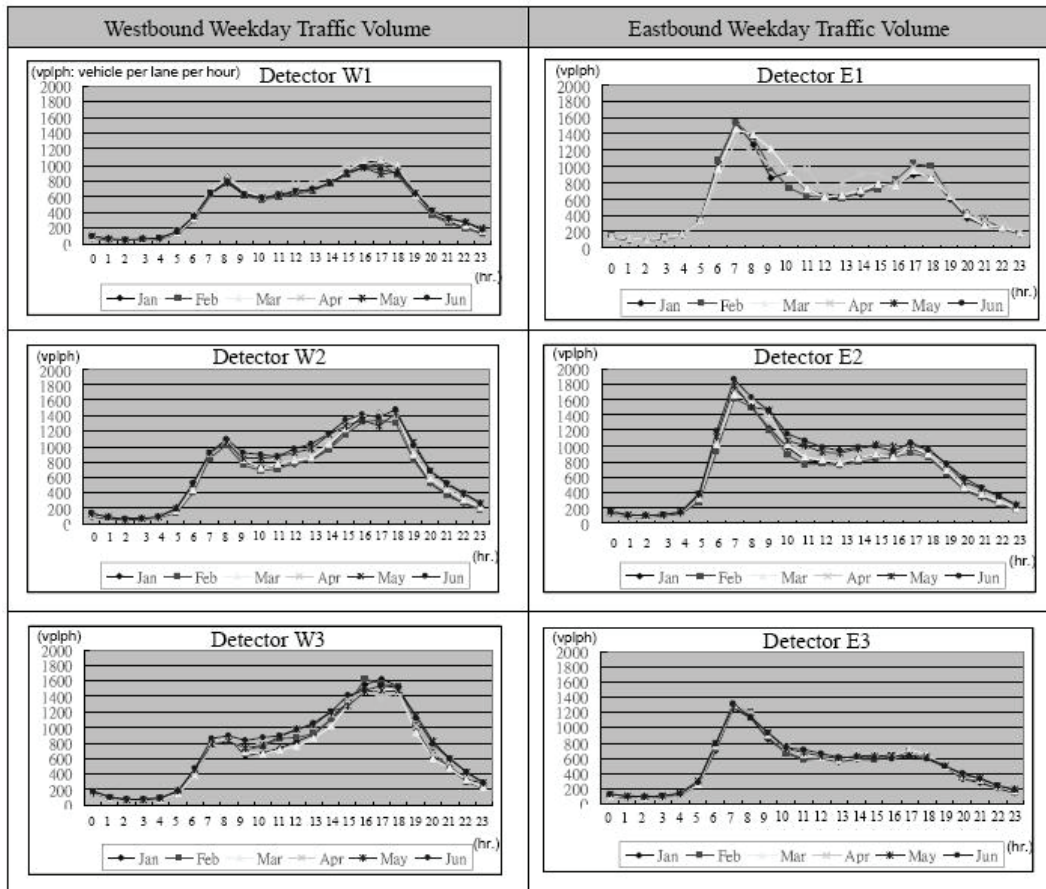 Westbound Weekday Traffic Volume
Eastbound Weekday Traffic Volume
(vplph: vehicle per lane per hour)
Detector W1
2000
1800
1600
1400
1200
1000
800
600
400
200
0
0 1 2 3 4 5 6 7 8 9 10 11 12 13 14 15 16 17 18 19 20 21 22 23
(hr.)
Jan Feb Mar Apr May Jun
(vplph)
Detector E1
2000
1800
1600
1400
1200
1000
800
600
400
200
0
0 1 2 3 4 5 6 7 8 9 10 11 12 13 14 15 16 17 18 19 20 21 22 23
(hr.)
Jan Feb Mar Apr May Jun
(vplph)
Detector W2
2000
1800
1600
1400
1200
1000
800
600
400
200
0
0 1 2 3 4 5 6 7 8 9 10 11 12 13 14 15 16 17 18 19 20 21 22 23
(hr.)
Jan Feb Mar Apr May Jun
(vplph)
Detector E2
2000
1800
1600
1400
1200
1000
800
600
400
200
0
0 1 2 3 4 5 6 7 8 9 10 11 12 13 14 15 16 17 18 19 20 21 22 23
(hr.)
Jan Feb Mar Apr May Jun
(vplph)
Detector W3
2000
1800
1600
1400
1200
1000
800
600
400
200
0
0 1 2 3 4 5 6 7 8 9 10 11 12 13 14 15 16 17 18 19 20 21 22 23
(hr.)
Jan Feb Mar Apr May Jun
(vplph)
Detector E3
2000
1800
1600
1400
1200
1000
800
600
400
200
0
0 1 2 3 4 5 6 7 8 9 10 11 12 13 14 15 16 17 18 19 20 21 22 23
(hr.)
Jan Feb Mar Apr May Jun